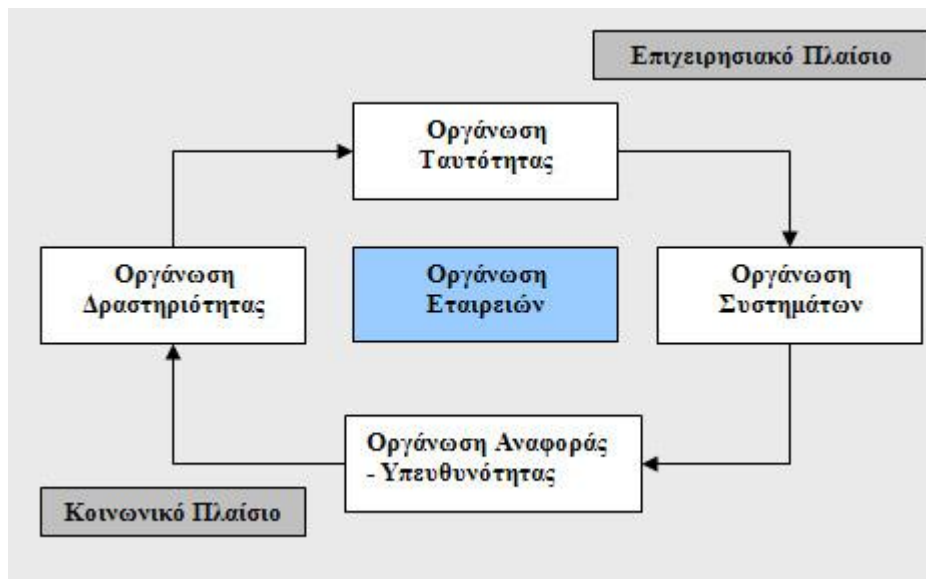 Επιχειρησιακό Πλαίσιο
Οργάνωση
Ταυτότητας
Οργάνωση
Δραστηριότητας
Οργάνωση
Εταιρειών
Οργάνωση
Συστημάτων
Οργάνωση Αναφοράς
- Υπευθυνότητας
Κοινωνικό Πλαίσιο